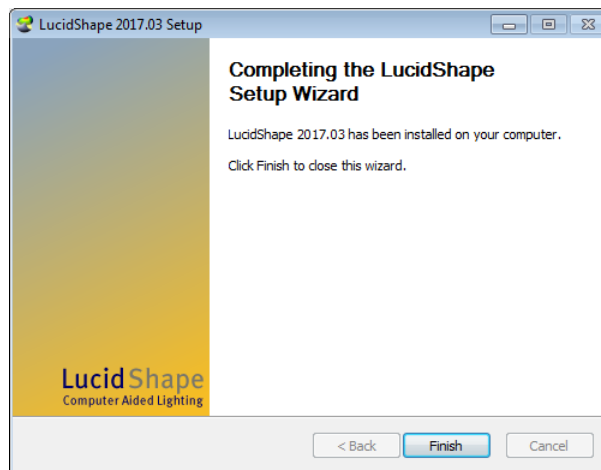 LucidShape 2017.03 Setup
Completing the LucidShape
Setup Wizard
LucidShape 2017.03 has been installed on your computer.
Click Finish to close this wizard.
LucidShape
Computer Aided Lighting
< Back
Finish
Cancel